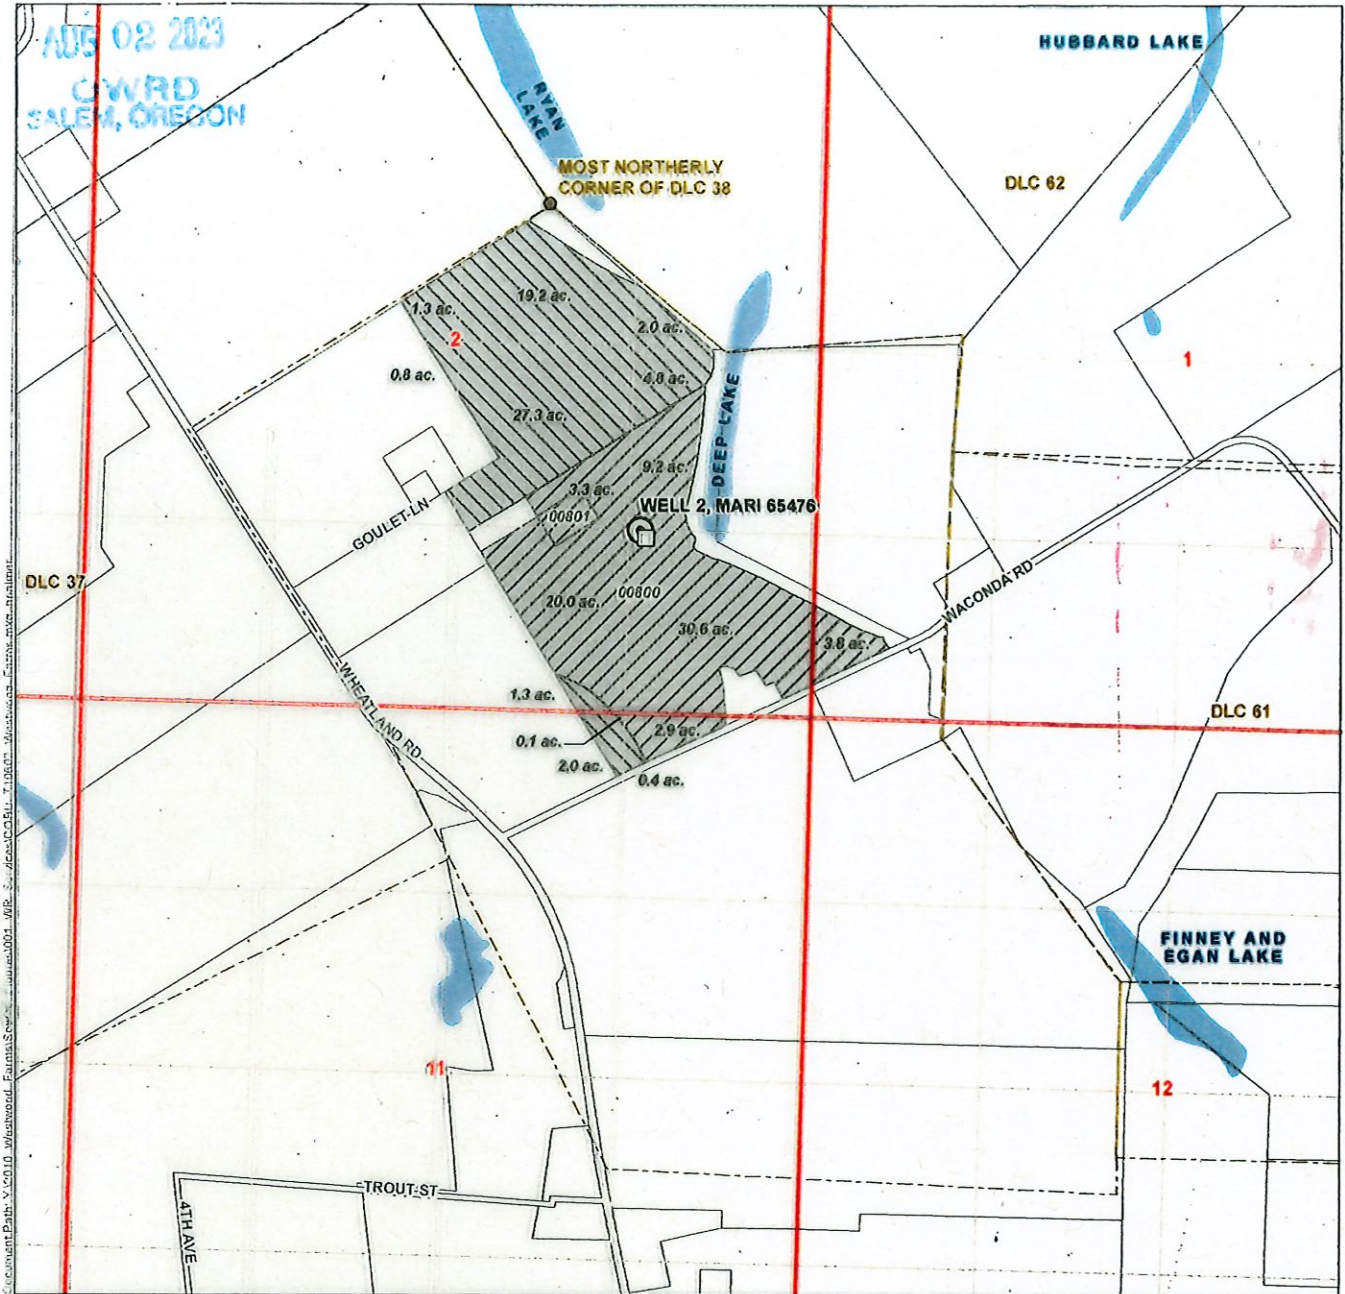 AUG 02 2023
OWRD
SALEM, OREGON
HUBBARD LAKE
RYAN
LAKE
MOST NORTHERLY
CORNER OF DLC 38
DLC 62
19.2 ac.
1.3 ac.
2.0 ac.
2
1
0.8 ac.
4.8 ac.
DEEP LAKE
27.3 ac.
9.2 ac.
3.3 ac.
WELL 2, MARI 65476
00801
GOULET LN
DLC 37
WACONDA RD
20.0 ac.
00800
30.6 ac.
3.8 ac.
WHEATLAND RD
1.3 ac.
DLC 61
0.1 ac.
2.9 ac.
2.0 ac.
0.4 ac.
FINNEY AND
EGAN LAKE
11
12
TROUT ST
4TH AVE